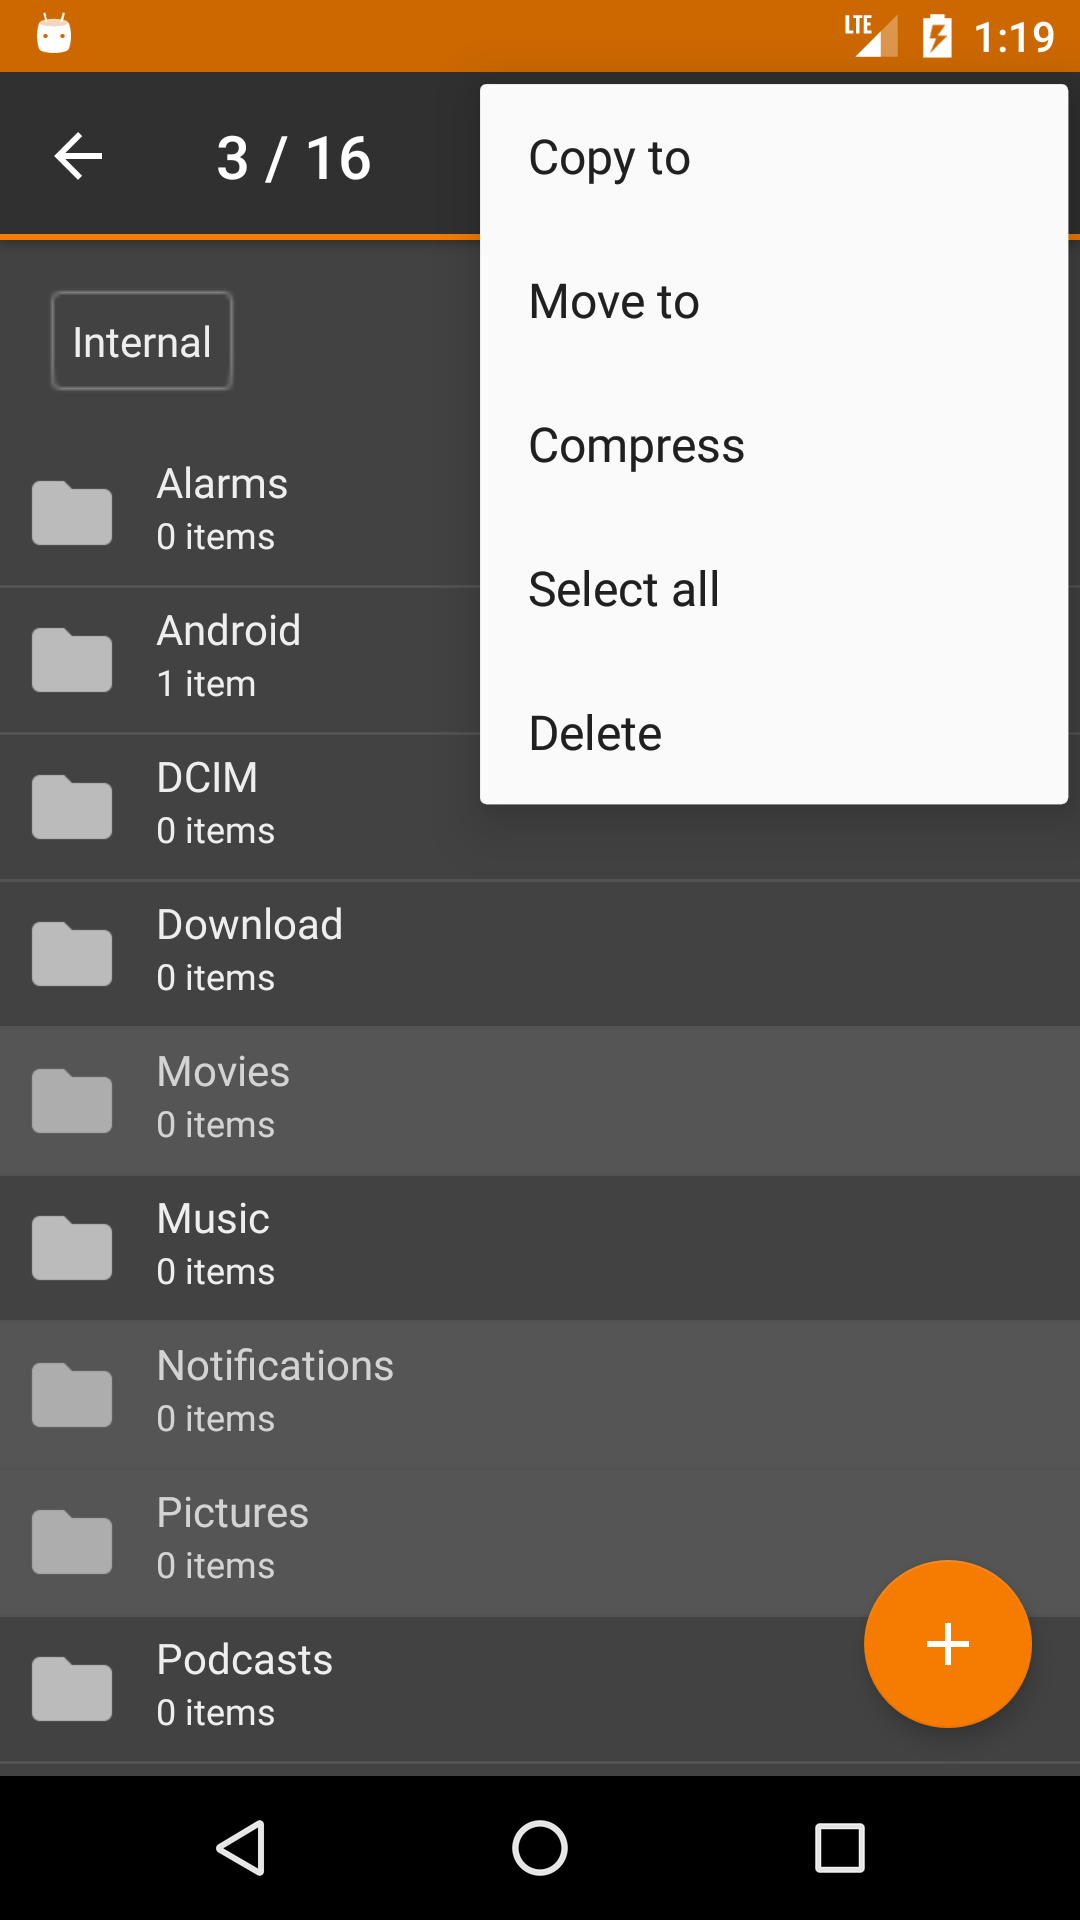 LTE 1:19
3 / 16
Copy to
Move to
Compress
Select all
Delete
Internal
Alarms
0 items
Android
1 item
DCIM
0 items
Download
0 items
Movies
0 items
Music
0 items
Notifications
0 items
Pictures
0 items
Podcasts
0 items